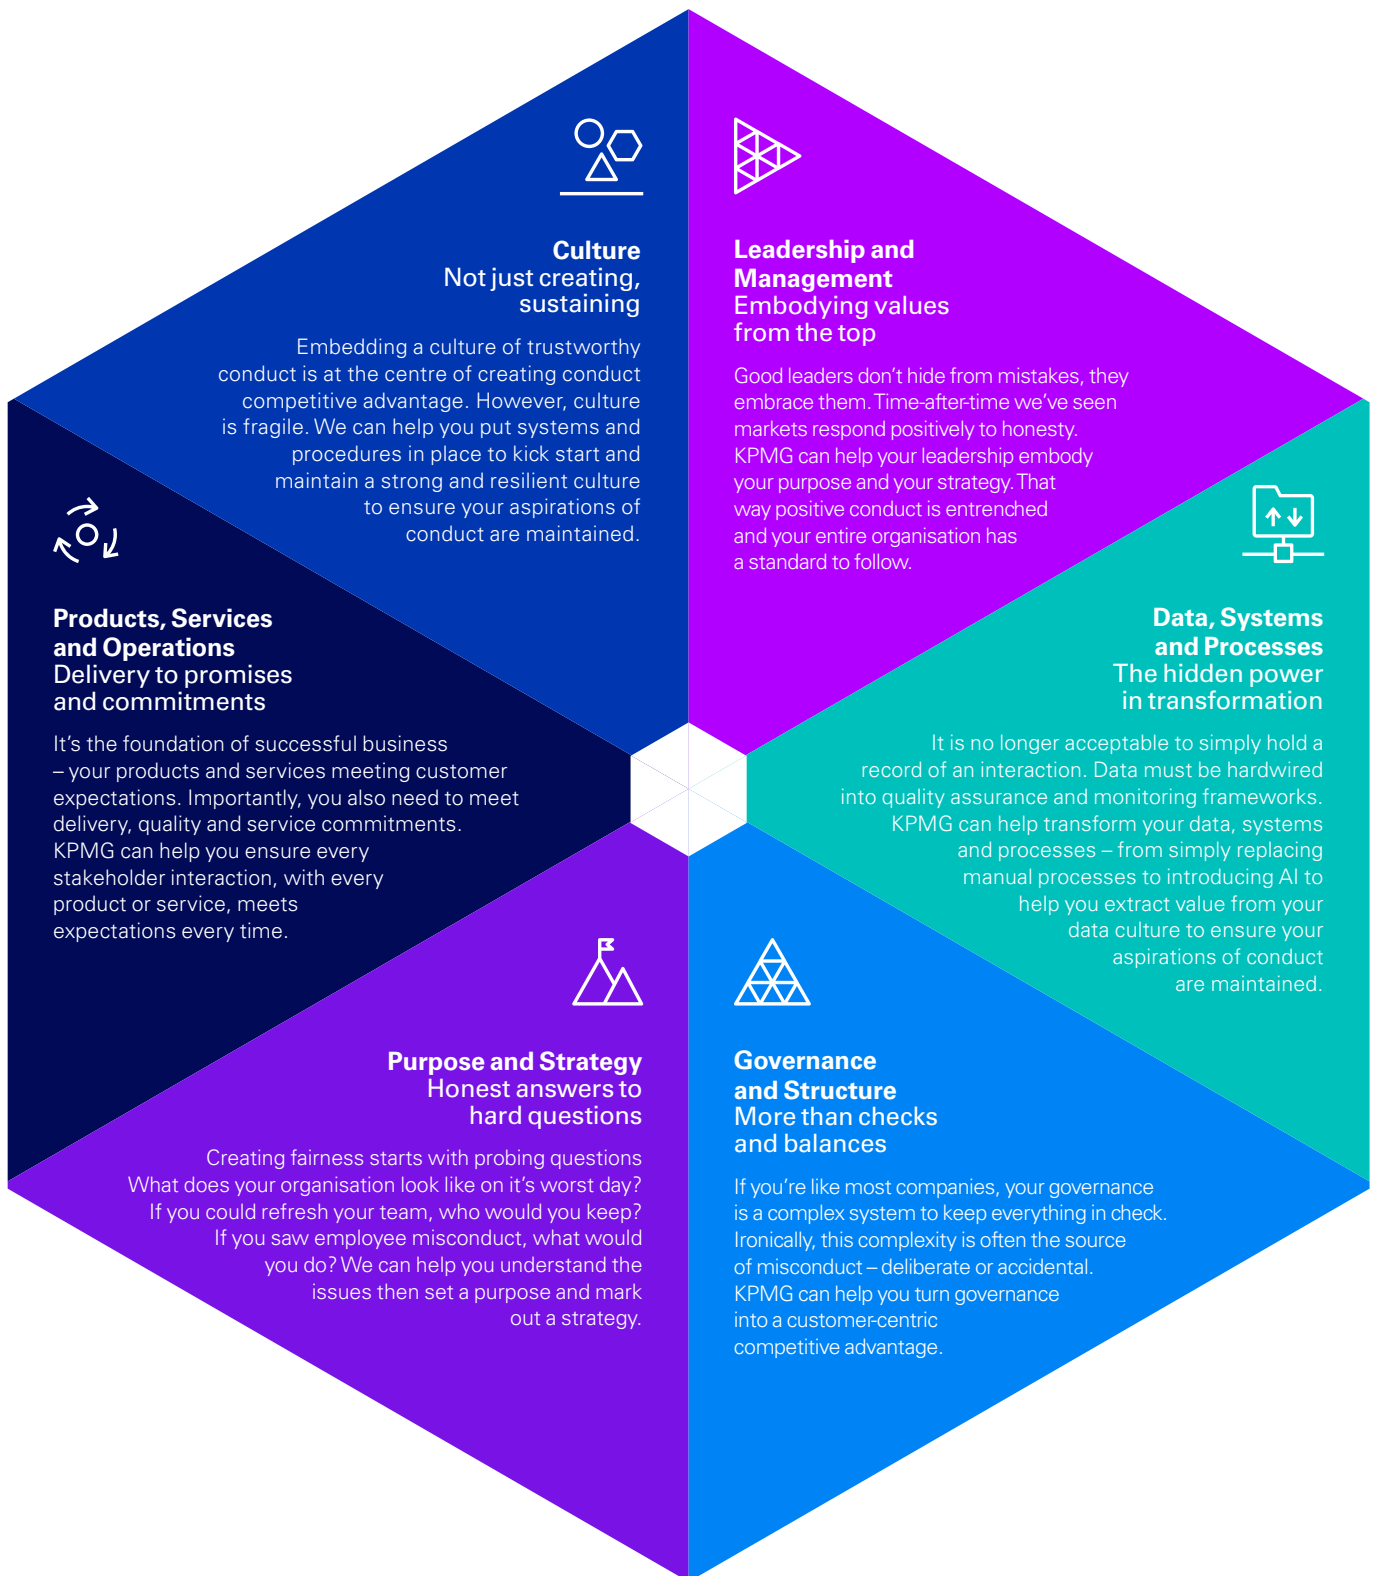 Culture
Not just creating,
sustaining
Embedding a culture of trustworthy
conduct is at the centre of creating conduct
competitive advantage. However, culture
is fragile. We can help you put systems and
procedures in place to kick start and
maintain a strong and resilient culture
to ensure your aspirations of
conduct are maintained.
Leadership and
Management
Embodying values
from the top
Good leaders don’t hide from mistakes, they
embrace them. Time-after-time we’ve seen
markets respond positively to honesty.
KPMG can help your leadership embody
your purpose and your strategy. That
way positive conduct is entrenched
and your entire organisation has
a standard to follow.
Products, Services
and Operations
Delivery to promises
and commitments
It’s the foundation of successful business
– your products and services meeting customer
expectations. Importantly, you also need to meet
delivery, quality and service commitments.
KPMG can help you ensure every
stakeholder interaction, with every
product or service, meets
expectations every time.
Data, Systems
and Processes
The hidden power
in transformation
It is no longer acceptable to simply hold a
record of an interaction. Data must be hardwired
into quality assurance and monitoring frameworks.
KPMG can help transform your data, systems
and processes – from simply replacing
manual processes to introducing AI to
help you extract value from your
data culture to ensure your
aspirations of conduct
are maintained.
Purpose and Strategy
Honest answers to
hard questions
Creating fairness starts with probing questions
What does your organisation look like on it’s worst day?
If you could refresh your team, who would you keep?
If you saw employee misconduct, what would
you do? We can help you understand the
issues then set a purpose and mark
out a strategy.
Governance
and Structure
More than checks
and balances
If you’re like most companies, your governance
is a complex system to keep everything in check.
Ironically, this complexity is often the source
of misconduct – deliberate or accidental.
KPMG can help you turn governance
into a customer-centric
competitive advantage.